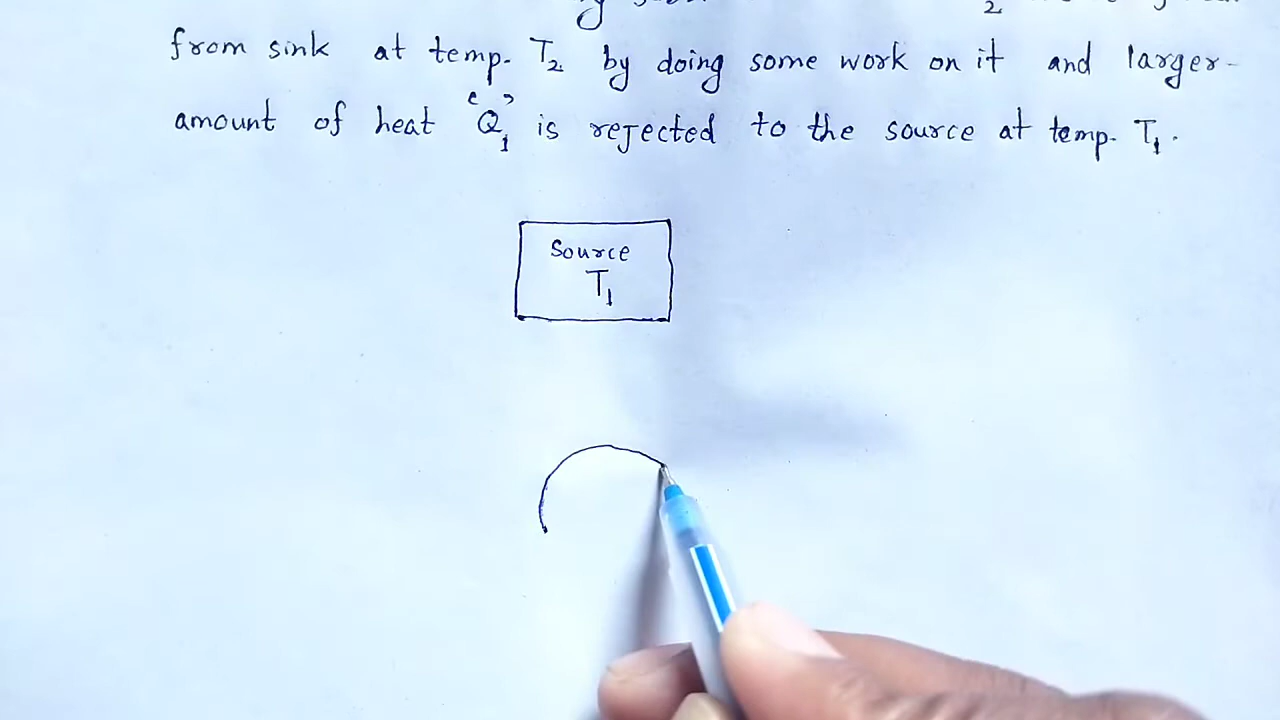 2
from sink at temp. T₂ by doing some work on it and larger-
amount of heat ‘Q₁’ is rejected to the source at temp. T₁.
Source
T₁